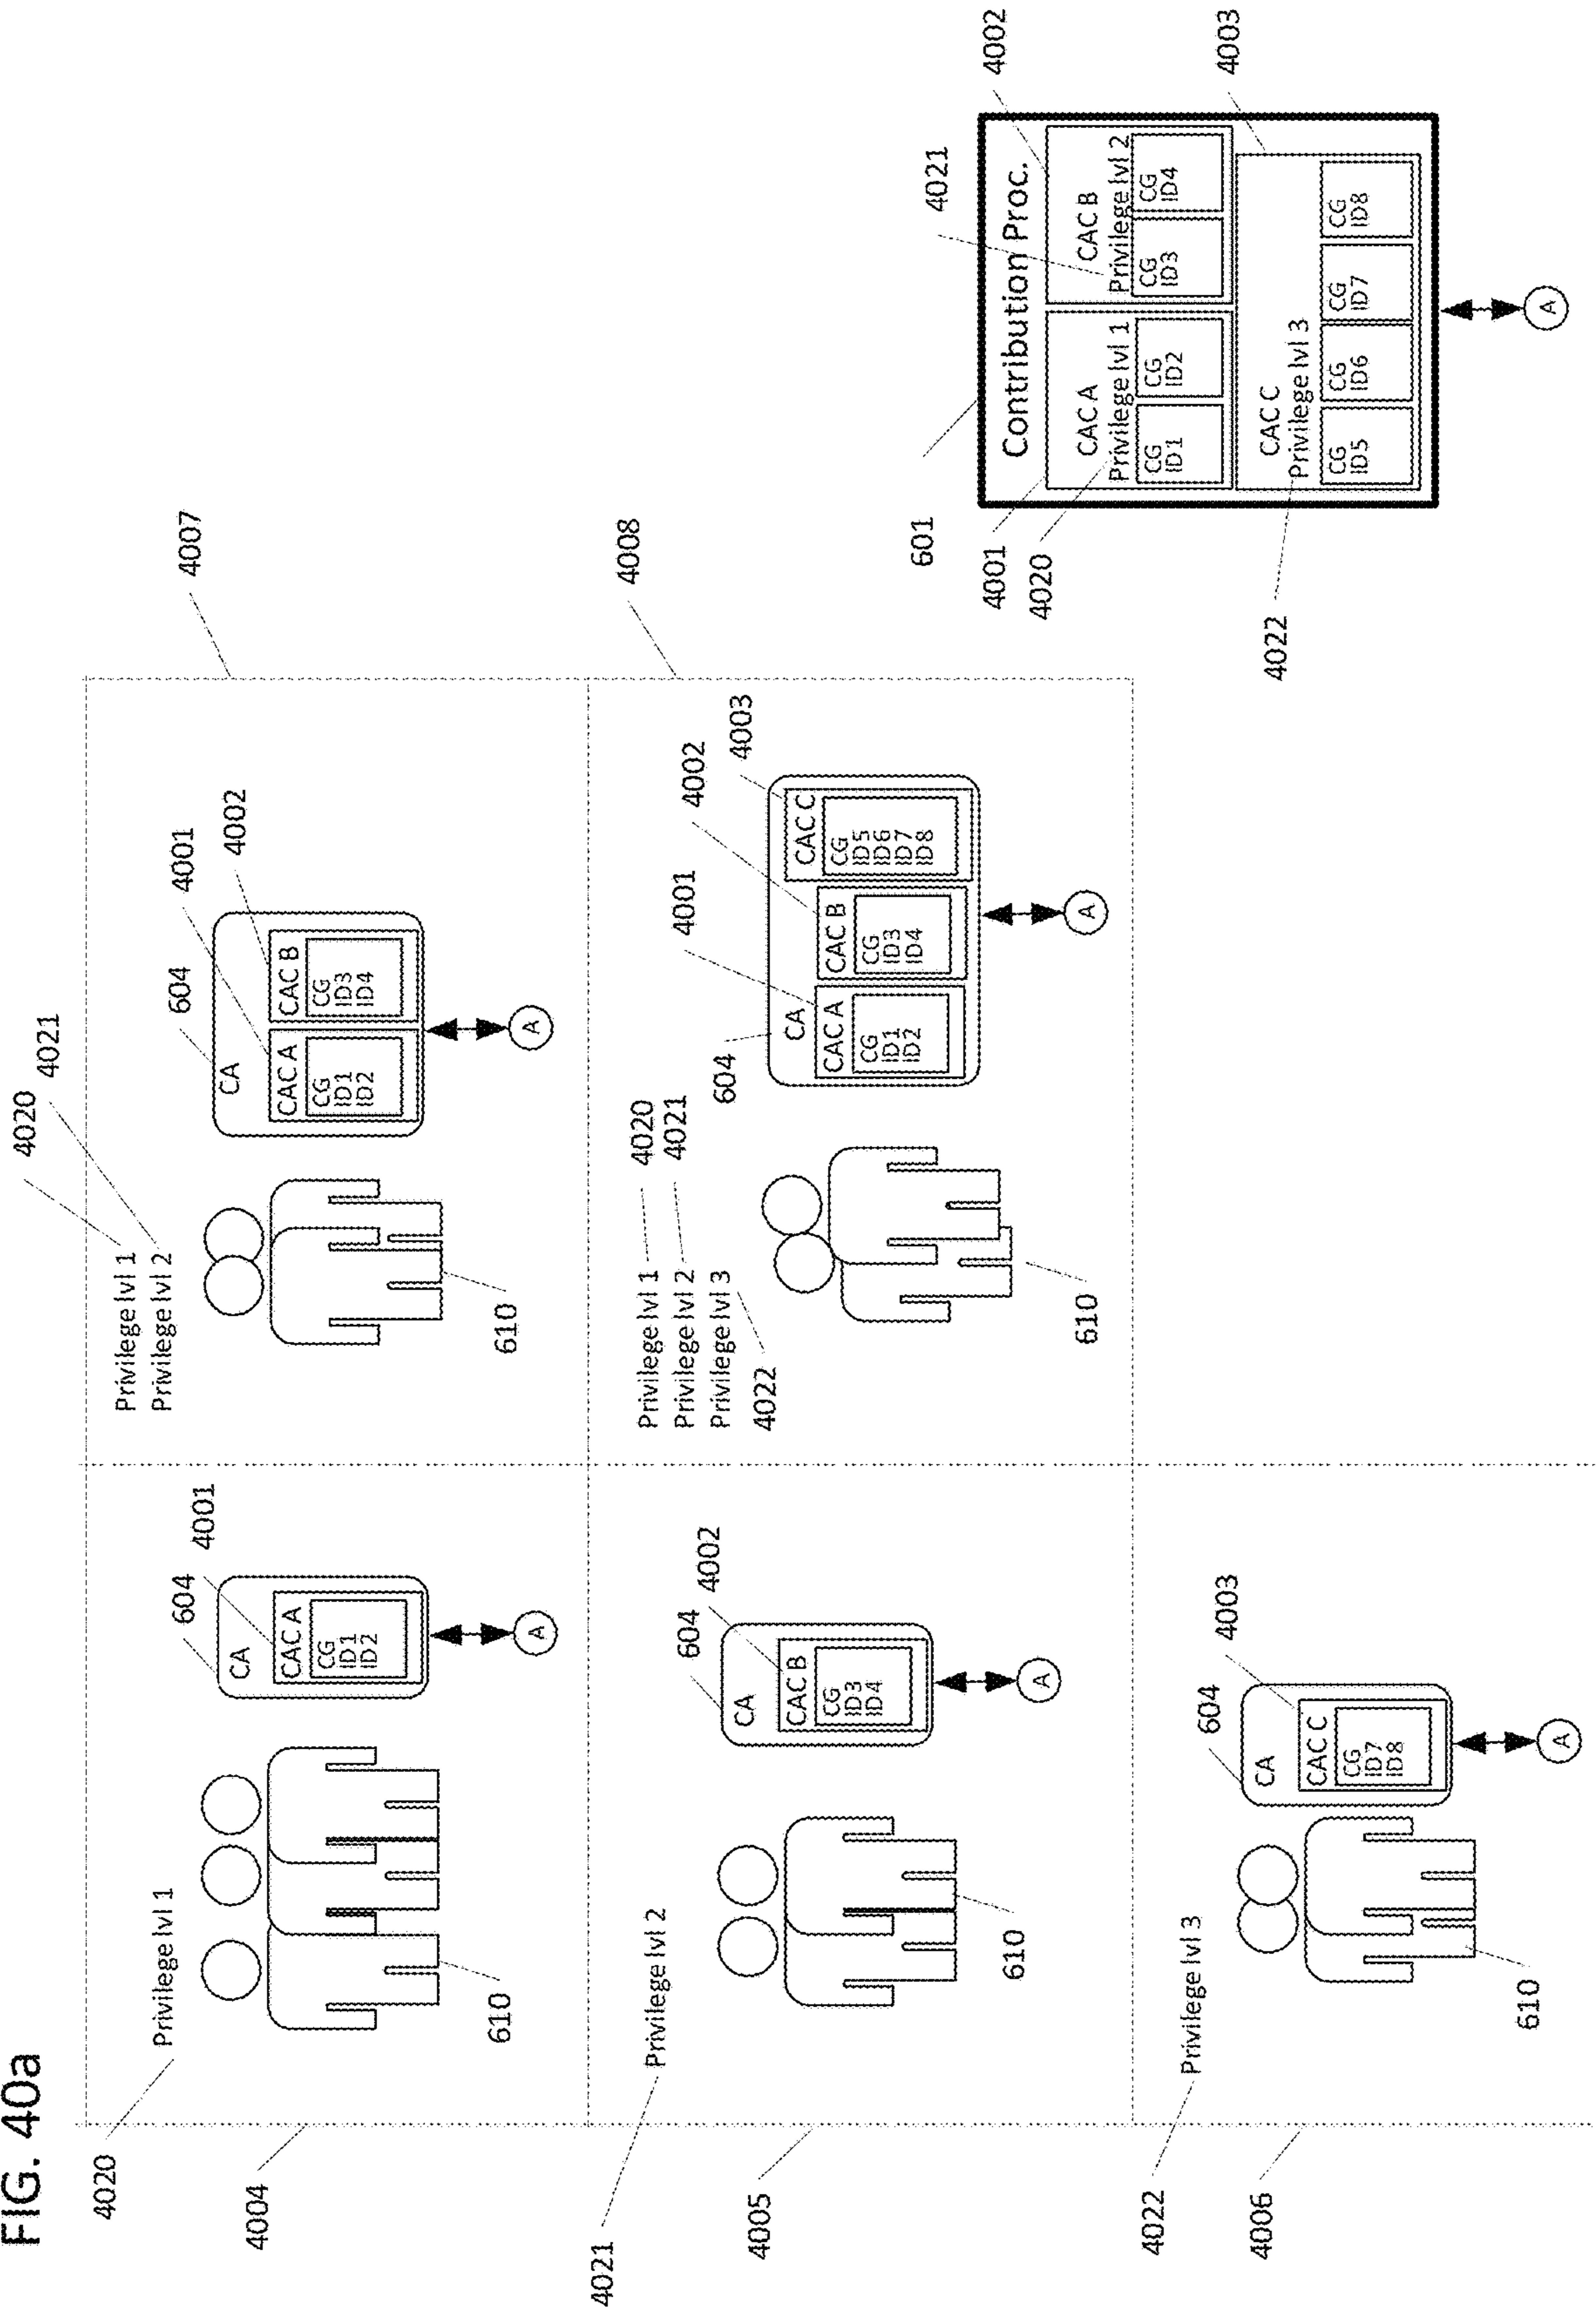 FIG. 40a
4020
Privilege lvl 1
604
4001
CA
CAC A
CG
ID1
ID2
A
610
4004
4020
4021
Privilege lvl 1
Privilege lvl 2
604
4001
4002
CA
CAC A
CG
ID1
ID2
CAC B
CG
ID3
ID4
A
610
4007
4021
Privilege lvl 2
604
4002
CA
CAC B
CG
ID3
ID4
A
610
4005
Privilege lvl 1
4020
Privilege lvl 2
4021
Privilege lvl 3
4022
604
4001
4002
4003
CA
CAC A
CG
ID1
ID2
CAC B
CG
ID3
ID4
CAC C
CG
ID5
ID6
ID7
ID8
A
610
4008
4022
Privilege lvl 3
604
4003
CA
CAC C
CG
ID7
ID8
A
610
4006
601
4001
4020
4022
4021
4002
4003
Contribution Proc.
CAC A
Privilege lvl 1
CG
ID1
CG
ID2
CAC B
Privilege lvl 2
CG
ID3
CG
ID4
CAC C
Privilege lvl 3
CG
ID5
CG
ID6
CG
ID7
CG
ID8
A